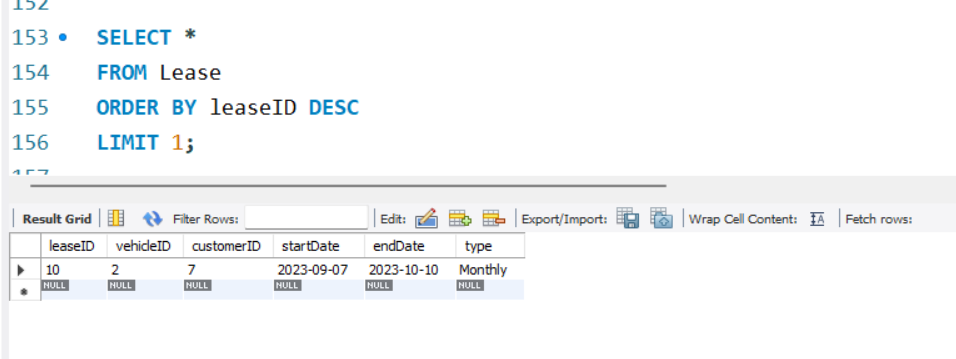 152
153 SELECT *
154 FROM Lease
155 ORDER BY leaseID DESC
156 LIMIT 1;
157
Result Grid Filter Rows: Edit: Export/Import: Wrap Cell Content: Fetch rows:
leaseID vehicleID customerID startDate endDate type
10 2 7 2023-09-07 2023-10-10 Monthly
NULL NULL NULL NULL NULL NULL